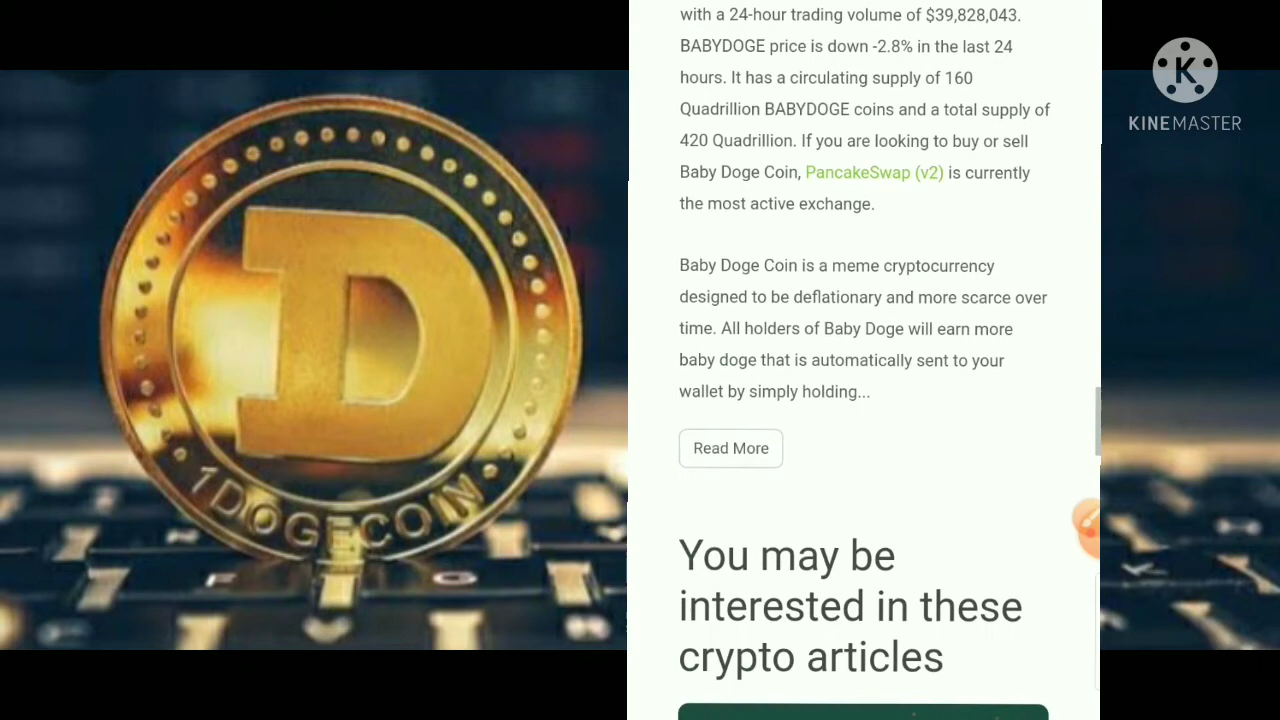 with a 24-hour trading volume of $39,828,043.
BABYDOGE price is down -2.8% in the last 24
hours. It has a circulating supply of 160
Quadrillion BABYDOGE coins and a total supply of
420 Quadrillion. If you are looking to buy or sell
Baby Doge Coin, PancakeSwap (v2) is currently
the most active exchange.
Baby Doge Coin is a meme cryptocurrency
designed to be deflationary and more scarce over
time. All holders of Baby Doge will earn more
baby doge that is automatically sent to your
wallet by simply holding...
Read More
You may be
interested in these
crypto articles
D
1DOGECOIN
K
KINEMASTER